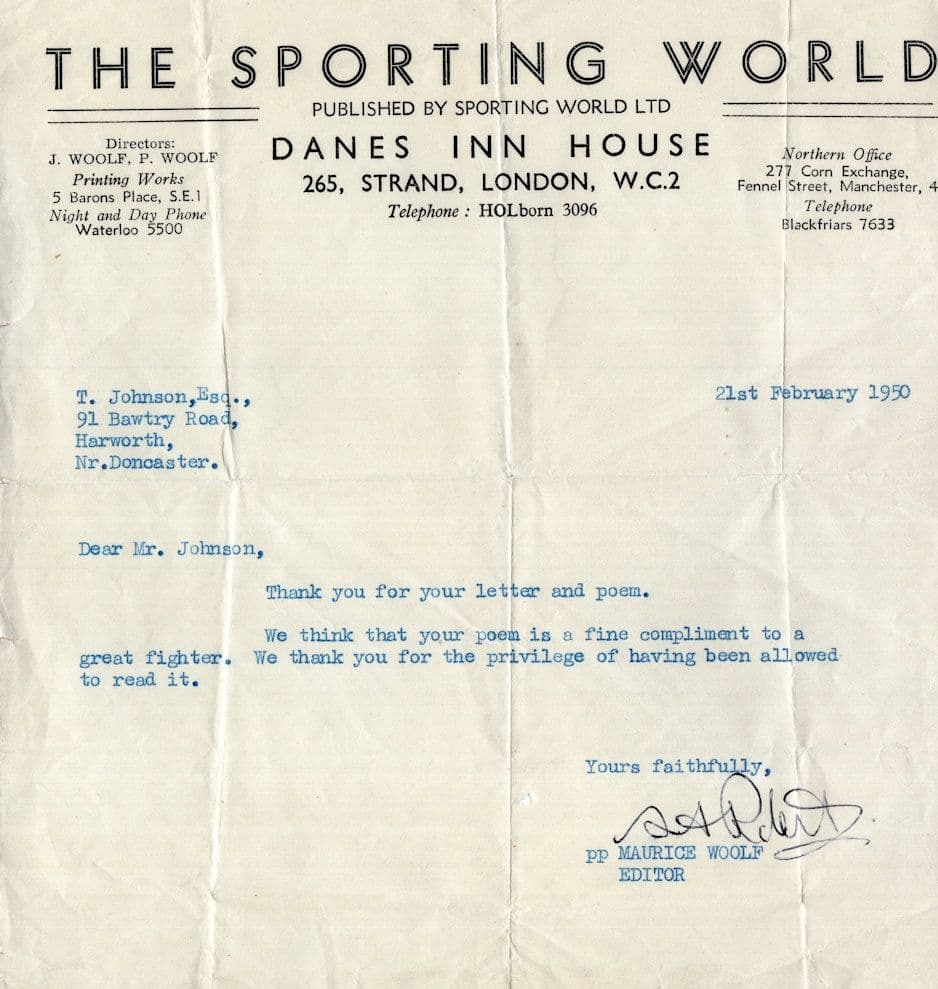 THE SPORTING WORLD
PUBLISHED BY SPORTING WORLD LTD
Directors:
J. WOOLF, P. WOOLF
Printing Works
5 Barons Place, S.E.1
Night and Day Phone
Waterloo 5500
DANES INN HOUSE
265, STRAND, LONDON, W.C.2
Telephone : HOLborn 3096
Northern Office
277 Corn Exchange,
Fennel Street, Manchester, 4
Telephone
Blackfriars 7633
T. Johnson,Esq.,
91 Bawtry Road,
Harworth,
Nr.Doncaster.
21st February 1950
Dear Mr. Johnson,
Thank you for your letter and poem.
We think that your poem is a fine compliment to a
great fighter. We thank you for the privilege of having been allowed
to read it.
Yours faithfully,
pp MAURICE WOOLF
EDITOR